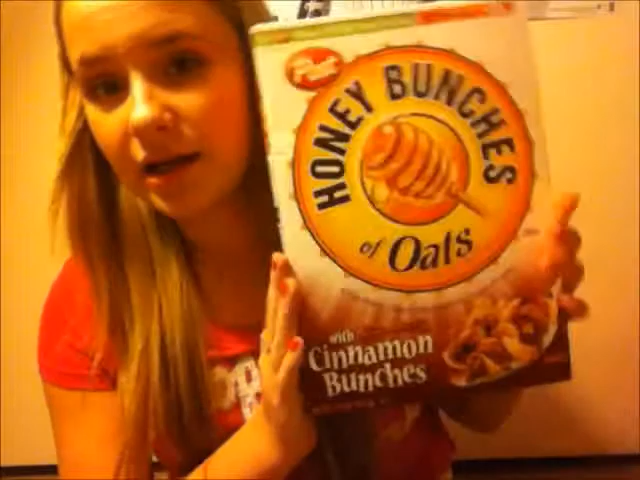 Post
HONEY BUNCHES
of Oats
with
Cinnamon
Bunches